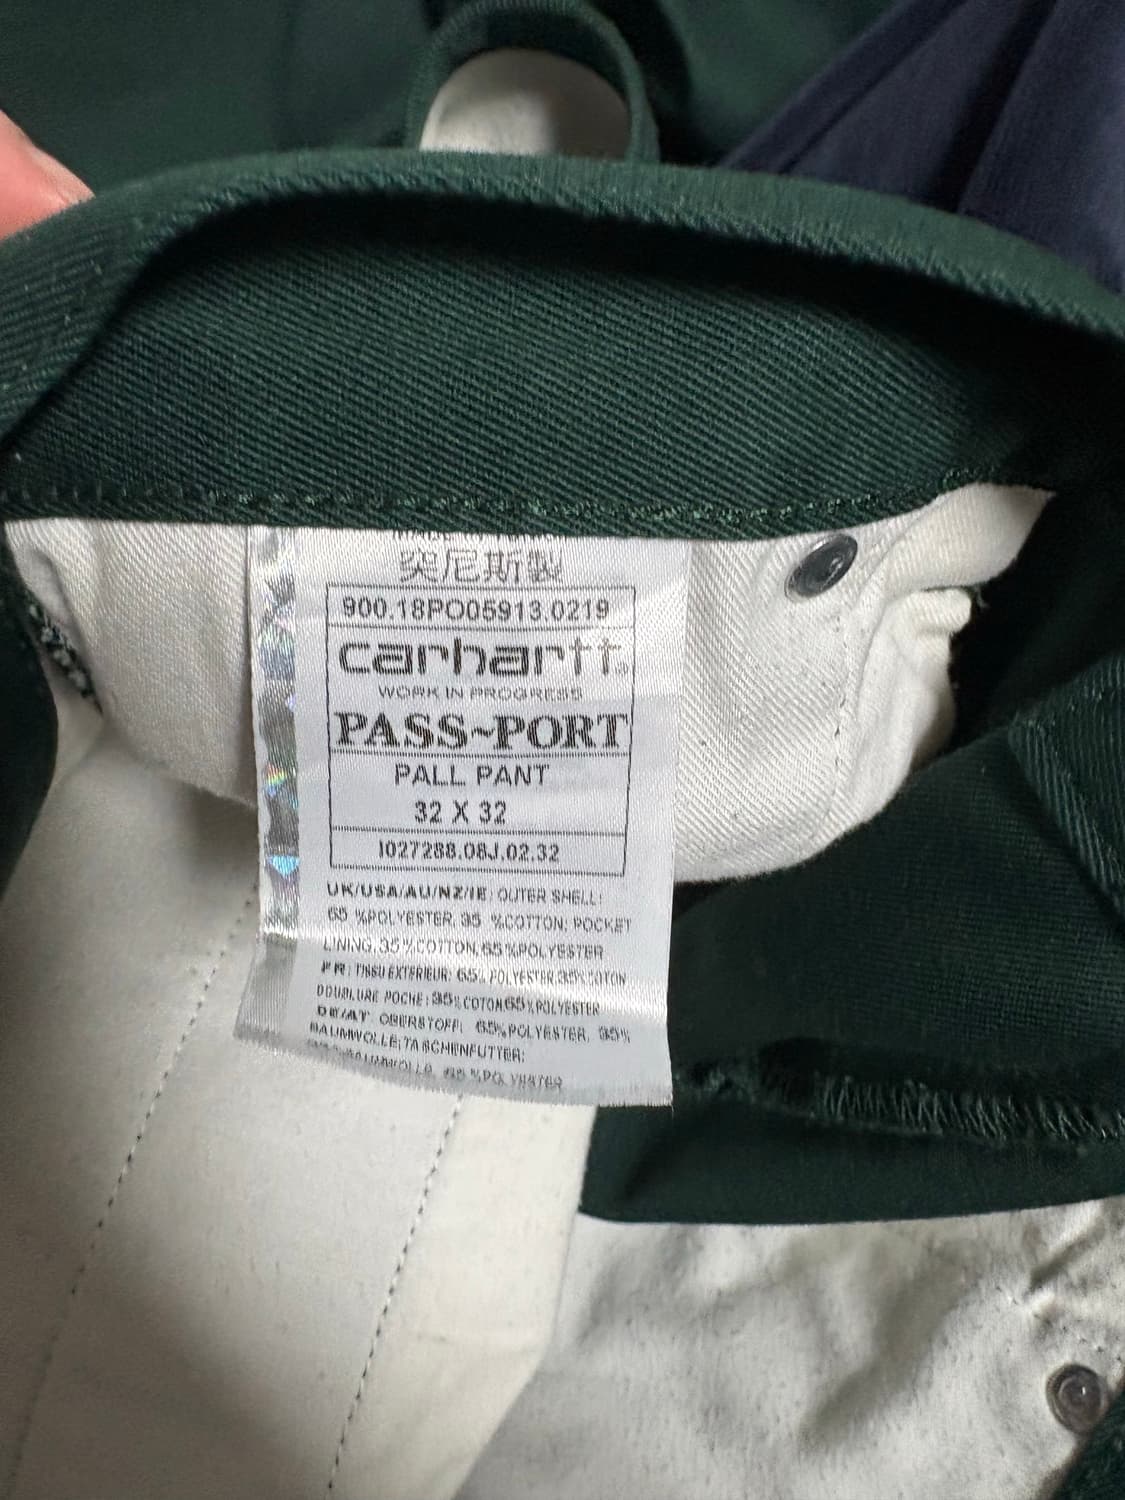 突尼斯製
900.18PO05913.0219
carhartt®
WORK IN PROGRESS
PASS~PORT
PALL PANT
32 X 32
I027288.08J.02.32
UK/USA/AU/NZ/IE: OUTER SHELL:
65 %POLYESTER, 35 %COTTON; POCKET
LINING, 35%COTTON, 65%POLYESTER
FR: TISSU EXTERIEUR: 65% POLYESTER 35%COTON
DOUBLURE POCHE: 35%COTON65%POLYESTER
DE/AT OBERSTOFF: 65%POLYESTER, 35%
BAUMWOLLE;TASCHENFUTTER:
BAUMWOLLE, 65 %POLYESTER